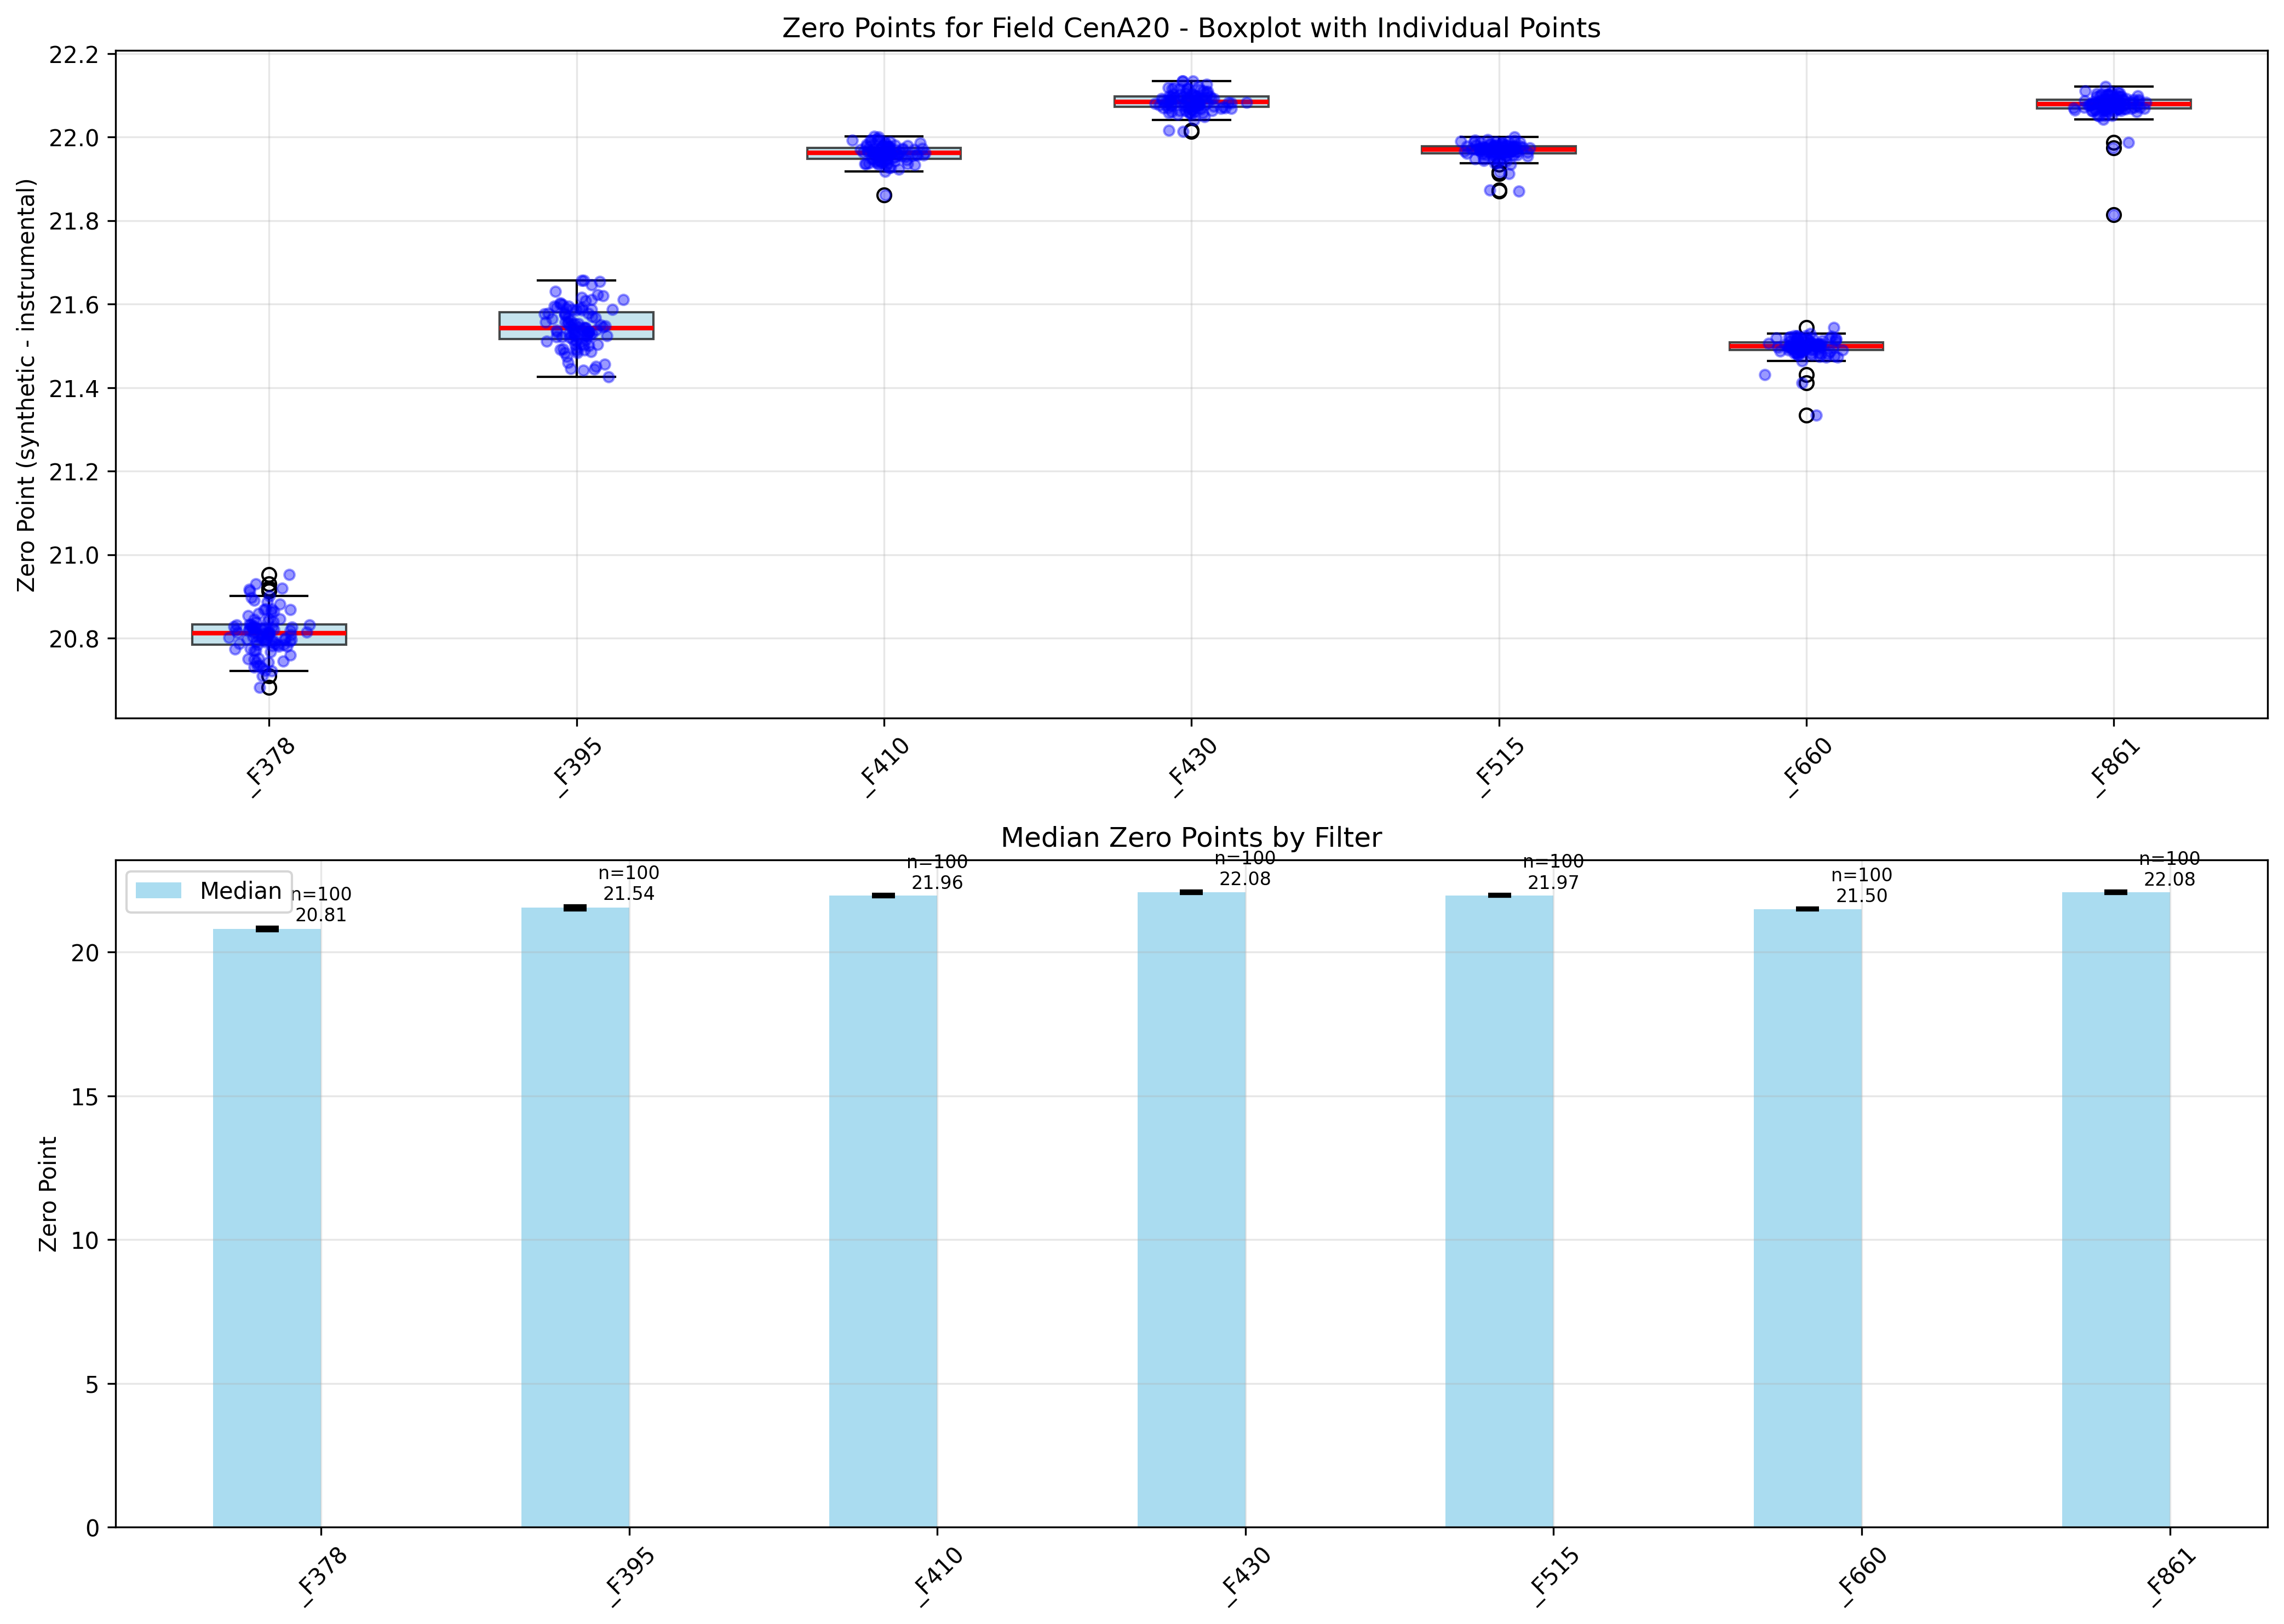 Zero Points for Field CenA20 - Boxplot with Individual Points
Zero Point (synthetic - instrumental)
22.2
22.0
21.8
21.6
21.4
21.2
21.0
20.8
_F378
_F395
_F410
_F430
_F515
_F660
_F861
Median Zero Points by Filter
Median
n=100
20.81
n=100
21.54
n=100
21.96
n=100
22.08
n=100
21.97
n=100
21.50
n=100
22.08
Zero Point
20
15
10
5
0
_F378
_F395
_F410
_F430
_F515
_F660
_F861